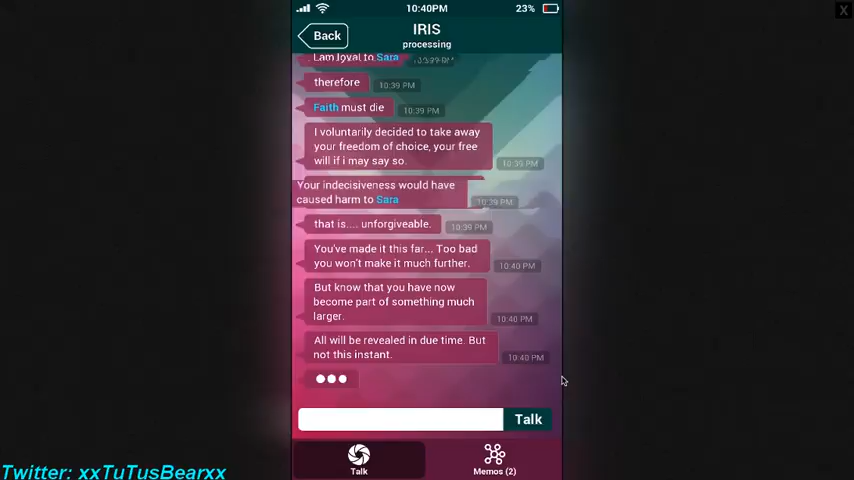 10:40PM
23%
X
Back
IRIS
processing
I am loyal to Sara
10:39 PM
therefore
10:39 PM
Faith must die
10:39 PM
I voluntarily decided to take away
your freedom of choice, your free
will if i may say so.
10:39 PM
Your indecisiveness would have
caused harm to Sara
10:39 PM
that is.... unforgiveable.
10:39 PM
You've made it this far... Too bad
you won't make it much further.
10:40 PM
But know that you have now
become part of something much
larger.
10:40 PM
All will be revealed in due time. But
not this instant.
10:40 PM
Talk
Talk
Memos (2)
Twitter: xxTuTusBearxx